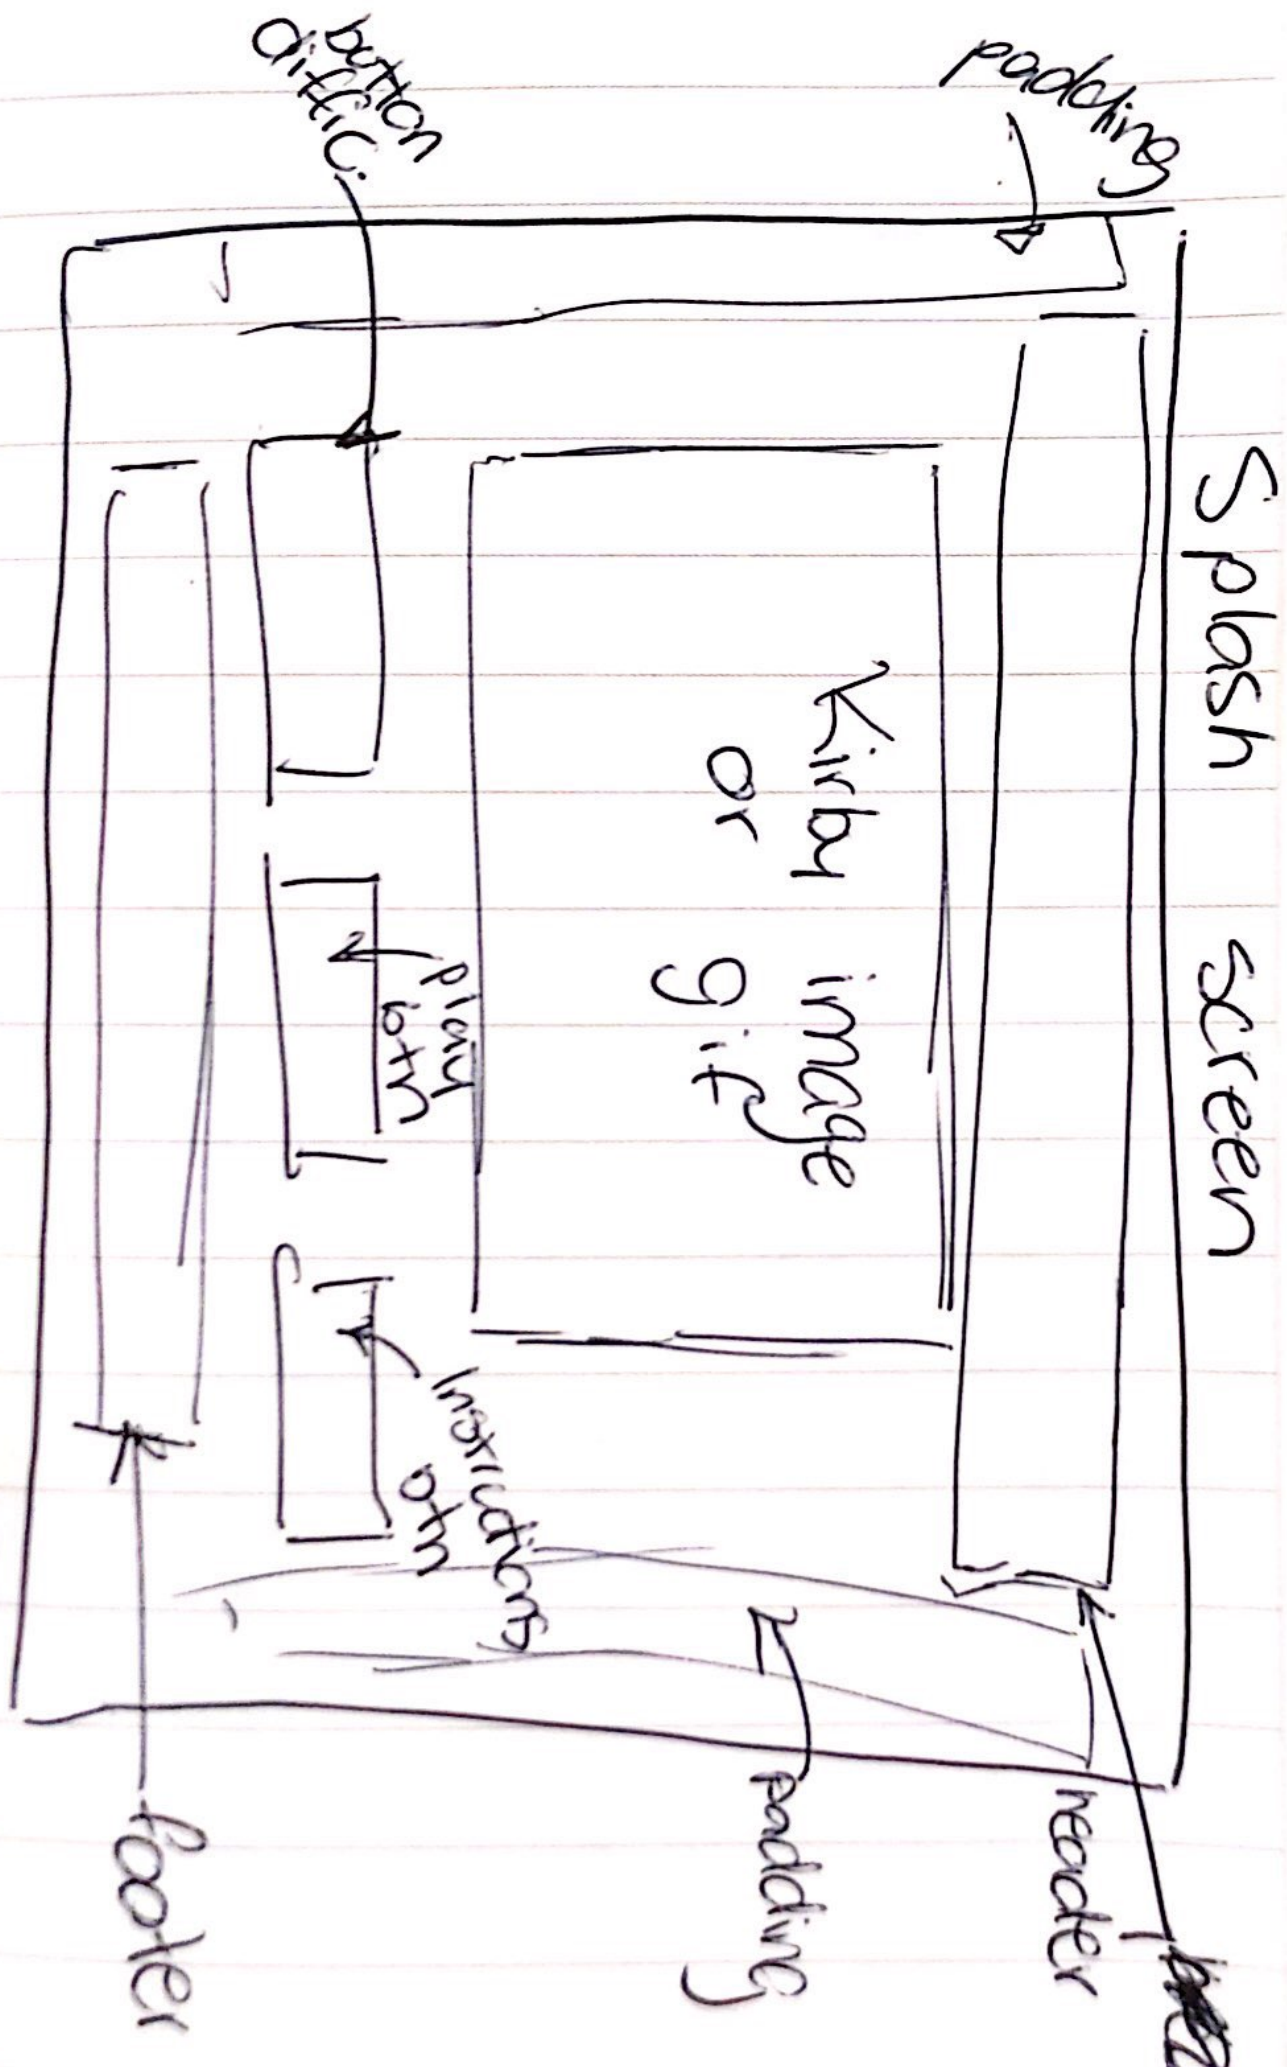 Splash screen
padding
Kirby image
or gif
button
diffic.
play
btn
Instructions
btn
header
padding
footer